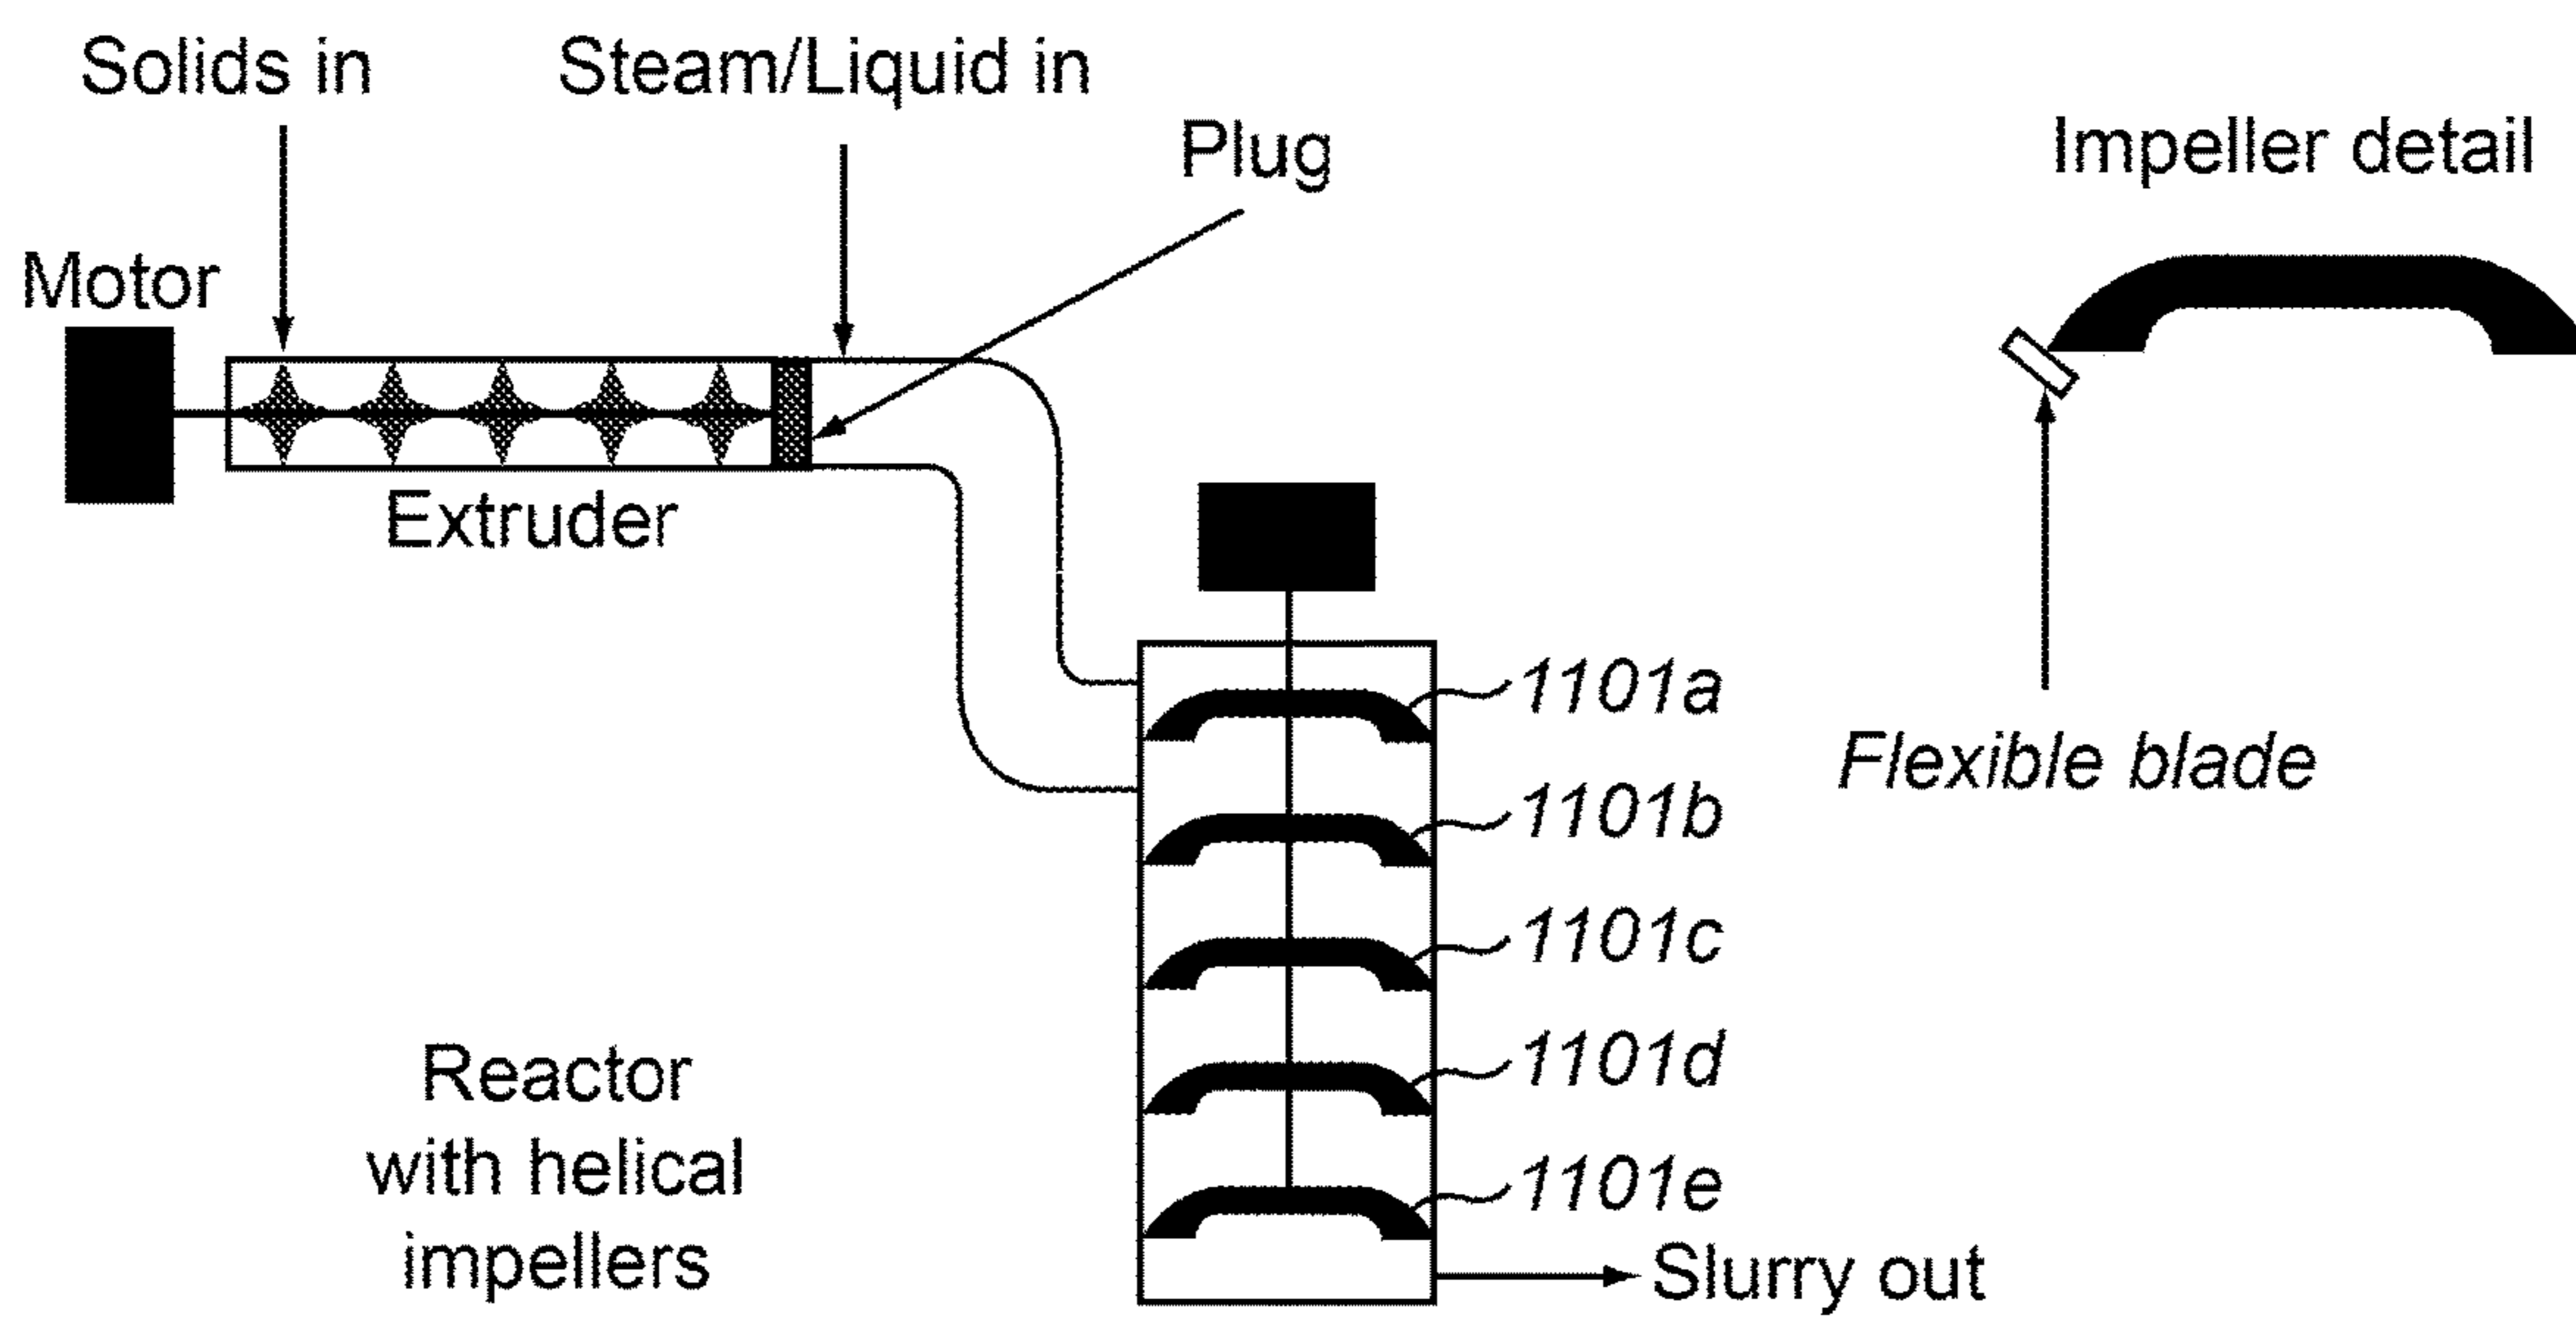 Solids in
Steam/Liquid in
Plug
Impeller detail
Motor
Extruder
1101a
Flexible blade
1101b
1101c
1101d
1101e
Reactor
with helical
impellers
Slurry out